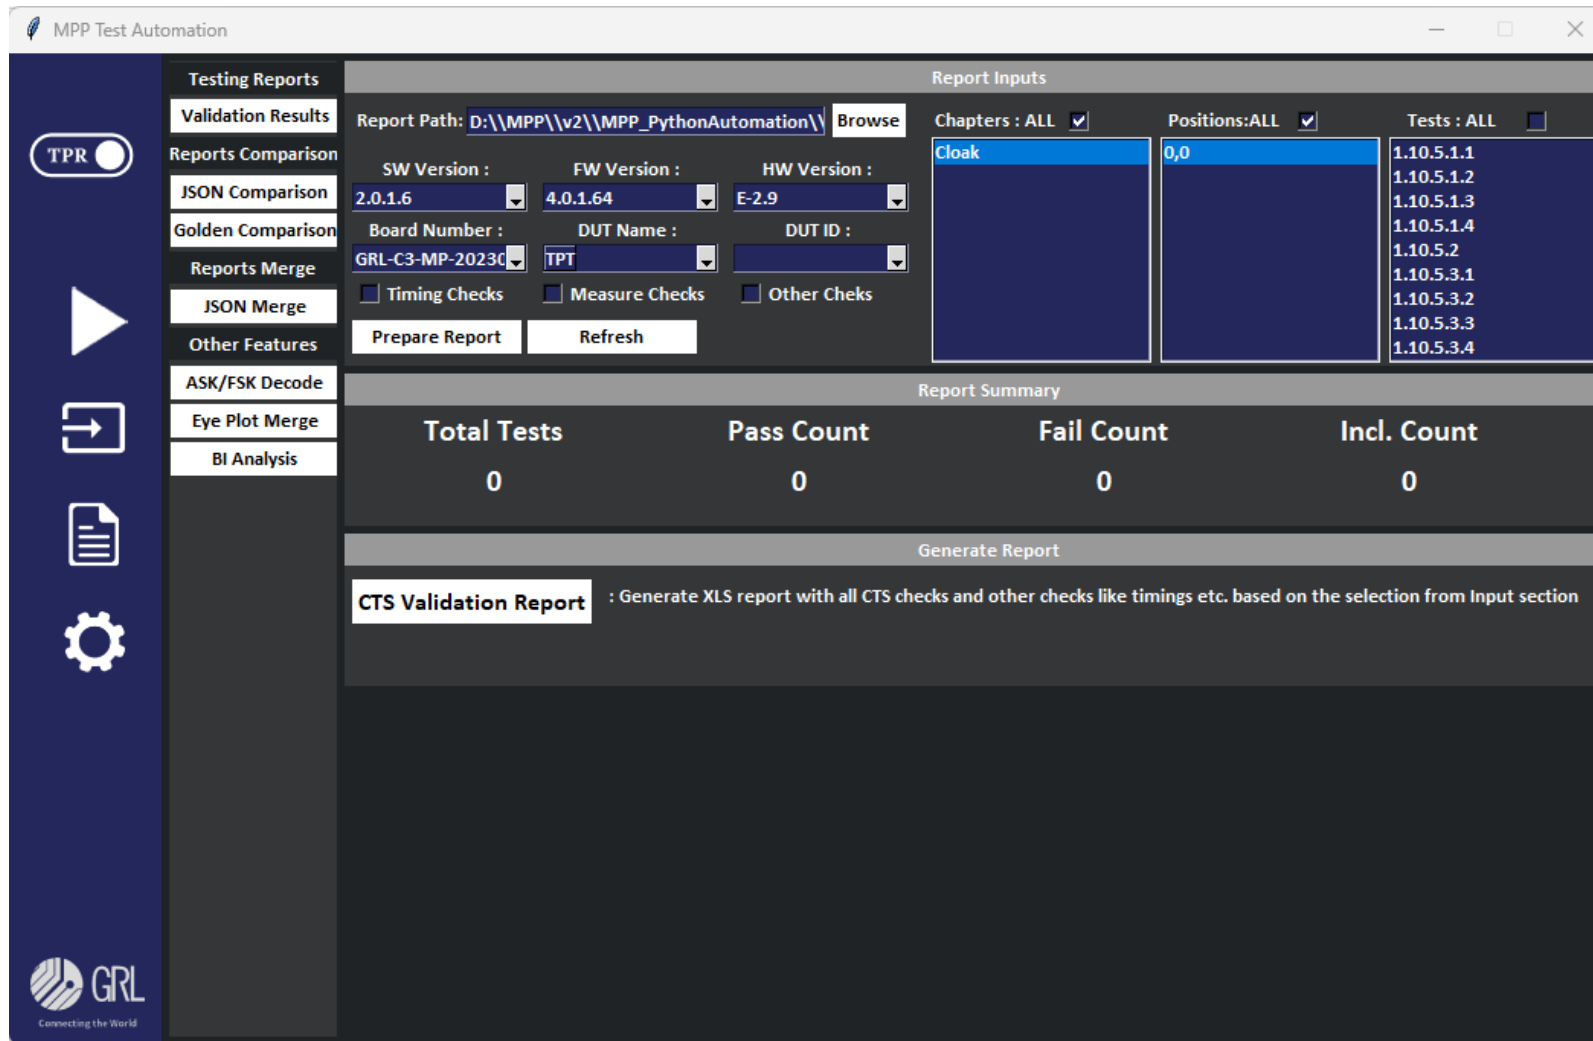 MPP Test Automation
TPR
Testing Reports
Validation Results
Reports Comparison
JSON Comparison
Golden Comparison
Reports Merge
JSON Merge
Other Features
ASK/FSK Decode
Eye Plot Merge
BI Analysis
Report Inputs
Report Path: D:\\MPP\\v2\\MPP_PythonAutomation\\ Browse
SW Version : FW Version : HW Version :
2.0.1.6 4.0.1.64 E-2.9
Board Number : DUT Name : DUT ID :
GRL-C3-MP-2023 TPT
Timing Checks Measure Checks Other Cheks
Prepare Report Refresh
Chapters : ALL
Cloak
Positions:ALL
0,0
Tests : ALL
1.10.5.1.1
1.10.5.1.2
1.10.5.1.3
1.10.5.1.4
1.10.5.2
1.10.5.3.1
1.10.5.3.2
1.10.5.3.3
1.10.5.3.4
Report Summary
Total Tests Pass Count Fail Count Incl. Count
0 0 0 0
Generate Report
CTS Validation Report : Generate XLS report with all CTS checks and other checks like timings etc. based on the selection from Input section
GRL
Connecting the World